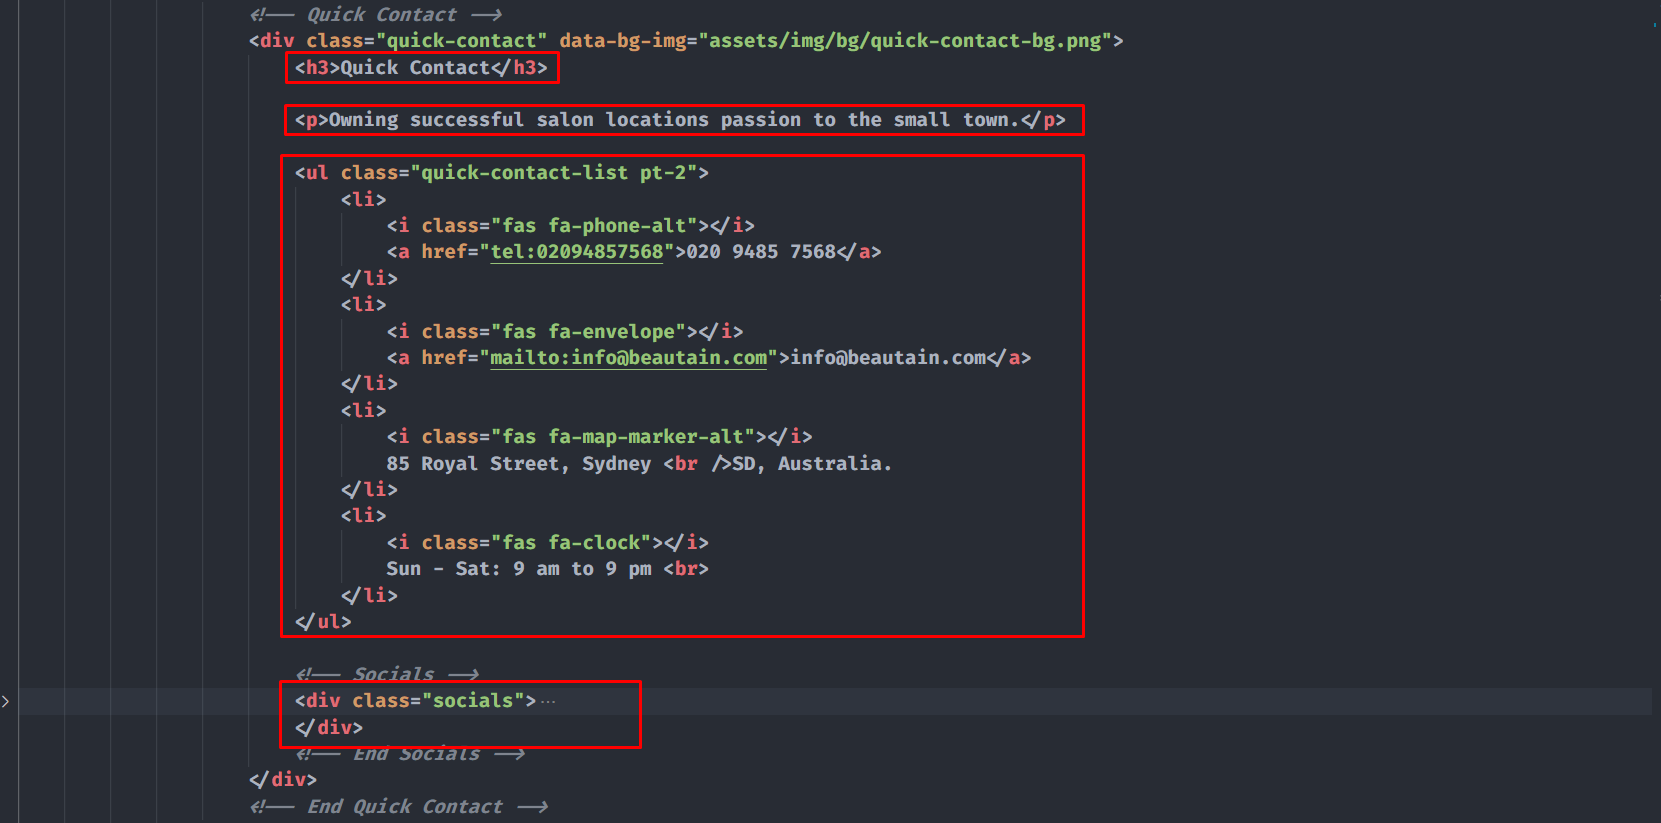 <!-- Quick Contact -->
<div class="quick-contact" data-bg-img="assets/img/bg/quick-contact-bg.png">
<h3>Quick Contact</h3>
<p>Owning successful salon locations passion to the small town.</p>
<ul class="quick-contact-list pt-2">
<li>
<i class="fas fa-phone-alt"></i>
<a href="tel:02094857568">020 9485 7568</a>
</li>
<li>
<i class="fas fa-envelope"></i>
<a href="mailto:info@beautain.com">info@beautain.com</a>
</li>
<li>
<i class="fas fa-map-marker-alt"></i>
85 Royal Street, Sydney <br />SD, Australia.
</li>
<li>
<i class="fas fa-clock"></i>
Sun - Sat: 9 am to 9 pm <br>
</li>
</ul>
<!-- Socials -->
<div class="socials">...
</div>
<!-- End Socials -->
</div>
<!-- End Quick Contact -->